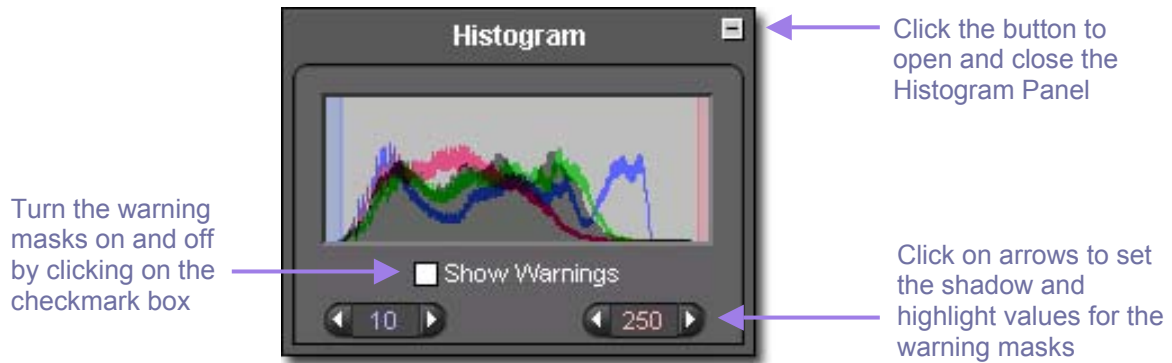 Histogram
Click the button to
open and close the
Histogram Panel
Turn the warning
masks on and off
by clicking on the
checkmark box
Show Warnings
10
250
Click on arrows to set
the shadow and
highlight values for the
warning masks